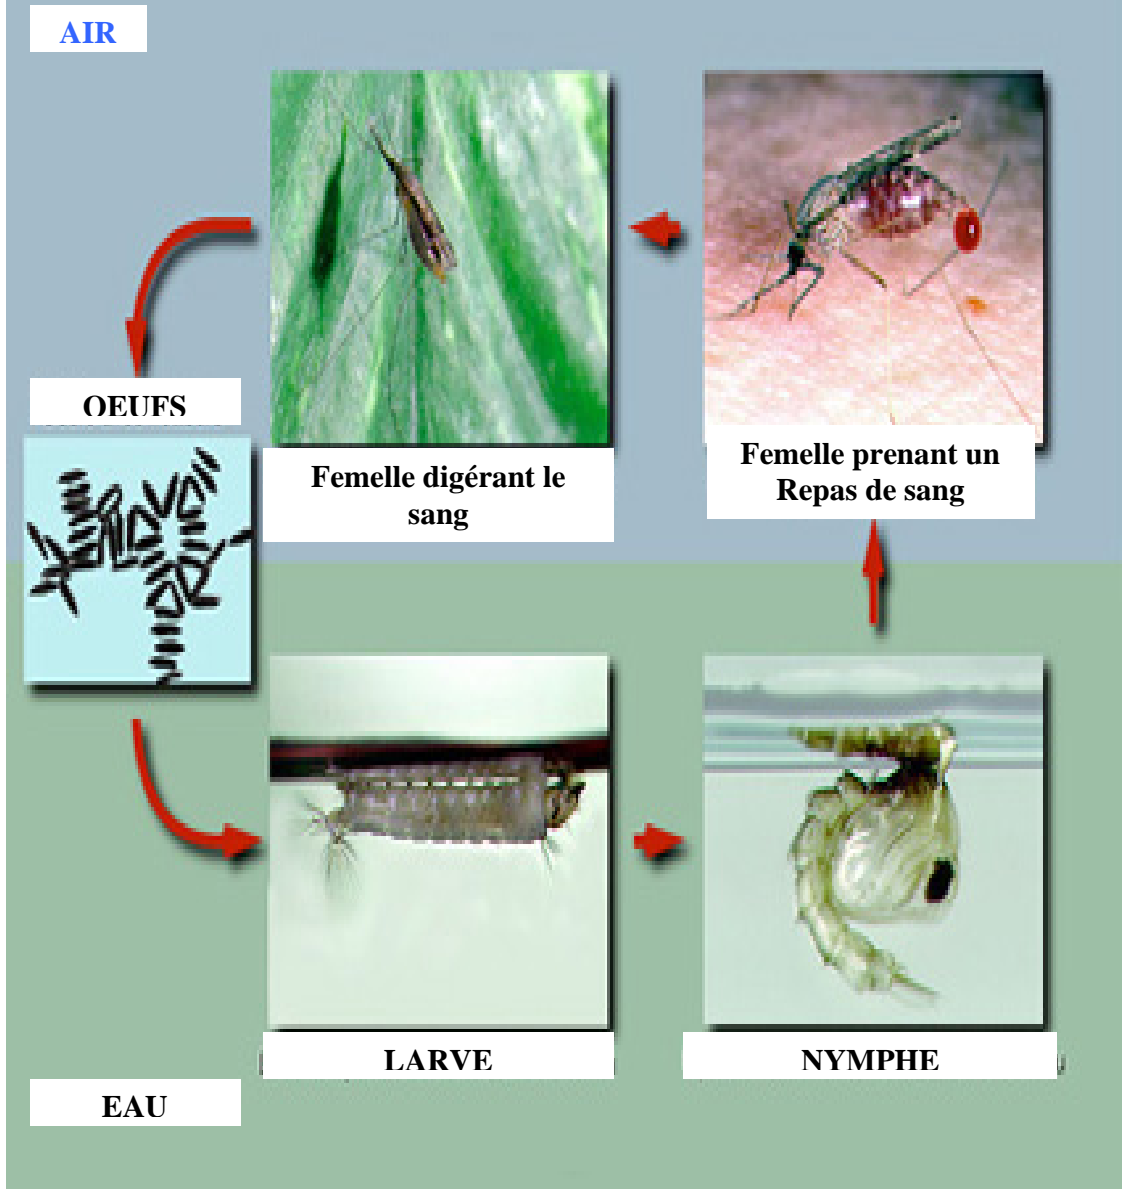 AIR
OEUFS
Femelle digérant le
sang
Femelle prenant un
Repas de sang
LARVE
NYMPHE
EAU